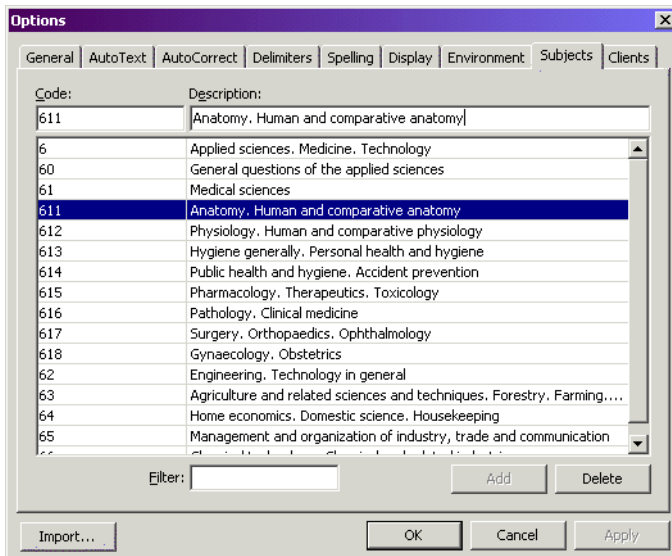 Options
General AutoText AutoCorrect Delimiters Spelling Display Environment Subjects Clients
Code: Description:
611 Anatomy. Human and comparative anatomy
6 Applied sciences. Medicine. Technology
60 General questions of the applied sciences
61 Medical sciences
611 Anatomy. Human and comparative anatomy
612 Physiology. Human and comparative physiology
613 Hygiene generally. Personal health and hygiene
614 Public health and hygiene. Accident prevention
615 Pharmacology. Therapeutics. Toxicology
616 Pathology. Clinical medicine
617 Surgery. Orthopaedics. Ophthalmology
618 Gynaecology. Obstetrics
62 Engineering. Technology in general
63 Agriculture and related sciences and techniques. Forestry. Farming....
64 Home economics. Domestic science. Housekeeping
65 Management and organization of industry, trade and communication
Filter: Add Delete
Import... OK Cancel Apply